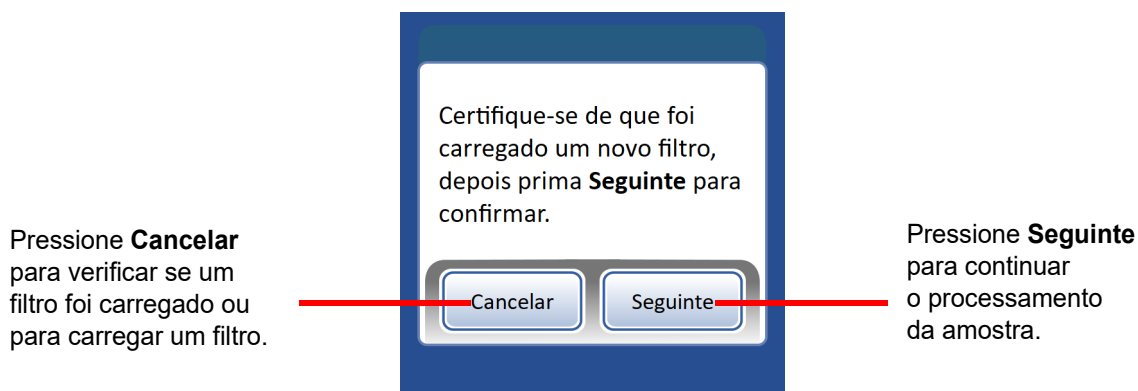 Certifique-se de que foi
carregado um novo filtro,
depois prima Seguinte para
confirmar.
Pressione Cancelar
para verificar se um
filtro foi carregado ou
para carregar um filtro.
Cancelar
Seguinte
Pressione Seguinte
para continuar
o processamento
da amostra.